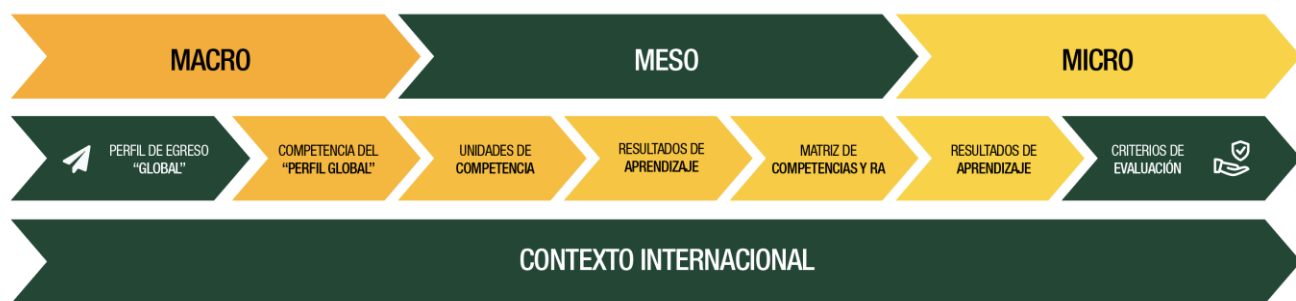 MACRO
MESO
MICRO
PERFIL DE EGRESO
“GLOBAL”
COMPETENCIA DEL
“PERFIL GLOBAL”
UNIDADES DE
COMPETENCIA
RESULTADOS DE
APRENDIZAJE
MATRIZ DE
COMPETENCIAS Y RA
RESULTADOS DE
APRENDIZAJE
CRITERIOS DE
EVALUACIÓN
CONTEXTO INTERNACIONAL